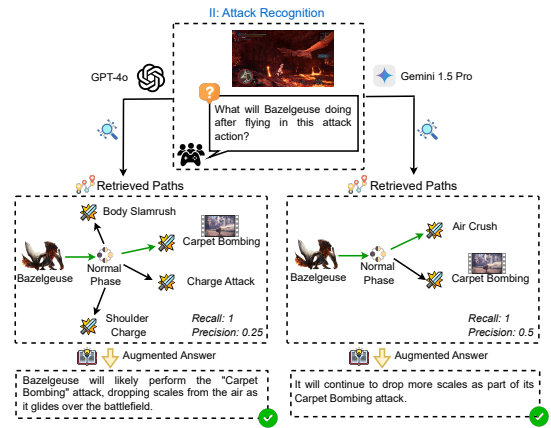 II: Attack Recognition
GPT-4o
Gemini 1.5 Pro
?
What will Bazelgeuse doing
after flying in this attack
action?
Retrieved Paths
Body Slamrush
Carpet Bombing
Bazelgeuse
Normal
Phase
Charge Attack
Shoulder
Charge
Recall: 1
Precision: 0.25
Augmented Answer
Bazelgeuse will likely perform the "Carpet
Bombing" attack, dropping scales from the air as
it glides over the battlefield.
Retrieved Paths
Air Crush
Bazelgeuse
Normal
Phase
Carpet Bombing
Recall: 1
Precision: 0.5
Augmented Answer
It will continue to drop more scales as part of its
Carpet Bombing attack.